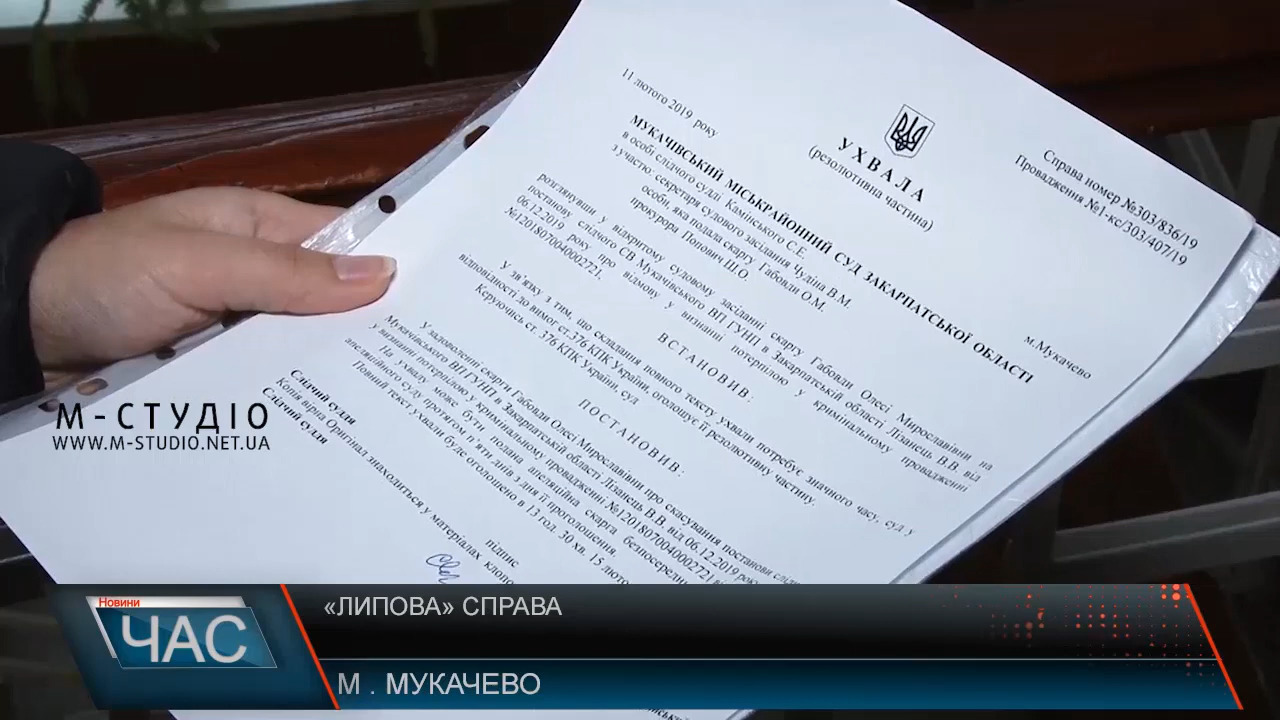 11 лютого 2019 року
Справа номер №303/836/19
Провадження №1-кс/303/407/19
УХВАЛА
(резолютивна частина)
м.Мукачево
МУКАЧІВСЬКИЙ МІСЬКРАЙОННИЙ СУД ЗАКАРПАТСЬКОЇ ОБЛАСТІ
в особі слідчого судді Камінського С.Е.
з участю: секретаря судового засідання Чудіна В.М.
особи, яка подала скаргу Габовди О.М.
прокурора Попович Ш.О.
розглянувши у відкритому судовому засіданні скаргу Габовди Олесі Мирославівни на
постанову слідчого СВ Мукачівського ВП ГУНП в Закарпатській області Лізанець В.В. від
06.12.2019 року про відмову у визнанні потерпілою у кримінальному провадженні
№12018070040002721,
ВСТАНОВИВ:
У зв'язку з тим, що складання повного тексту ухвали потребує значного часу, суд у
відповідності до вимог ст.376 КПК України, оголошує її резолютивну частину.
Керуючись ст. 376 КПК України, суд
ПОСТАНОВИВ:
У задоволенні скарги Габовди Олесі Мирославівни про скасування постанови слідч
Мукачівського ВП ГУНП в Закарпатській області Лізанець В.В. від 06.12.2019 року
у визнанні потерпілою у кримінальному провадженні №12018070040002721 ві
На ухвалу може бути подана апеляційна скарга безпосередн
апеляційного суду протягом п'яти днів з дня її проголошення.
Повний текст ухвали буде оголошено в 13 год. 30 хв. 15 люто
Слідчий суддя підпис
Копія вірна Оригінал знаходиться у матеріалах клопо
Слідчий суддя
М-СТУДІО
WWW.M-STUDIO.NET.UA
Новини
ЧАС
«ЛИПОВА» СПРАВА
М . МУКАЧЕВО